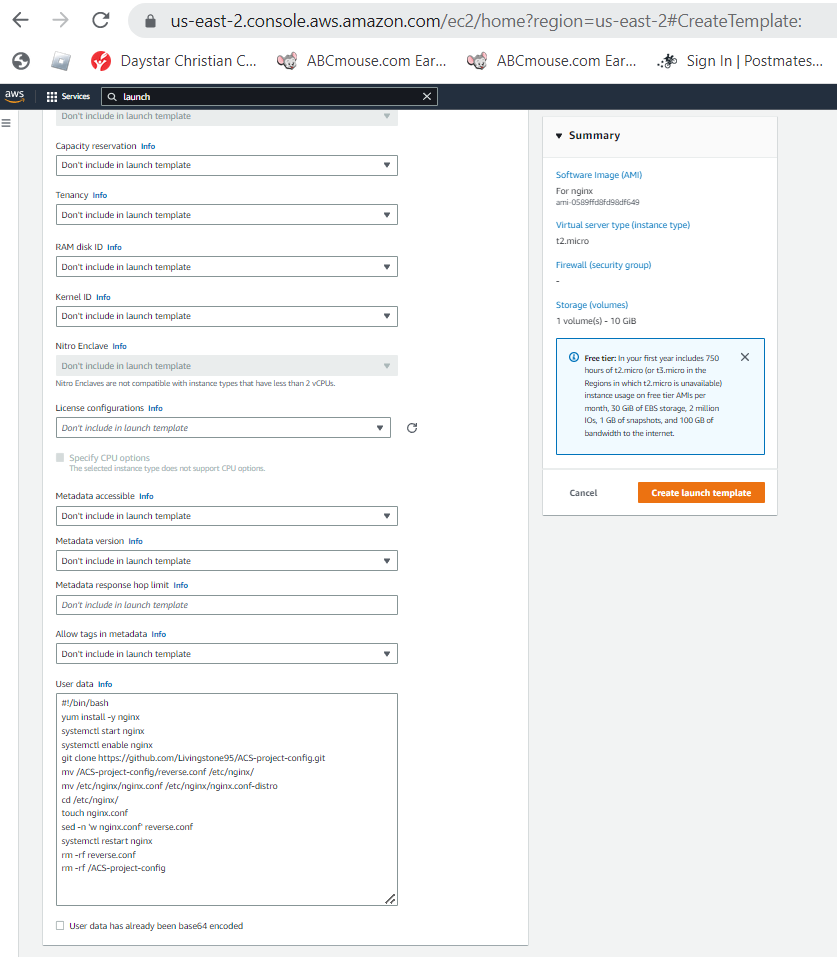 us-east-2.console.aws.amazon.com/ec2/home?region=us-east-2#CreateTemplate:
Daystar Christian C... ABCmouse.com Ear... ABCmouse.com Ear... Sign In | Postmates...
aws Services launch
Don't include in launch template
Capacity reservation Info
Don't include in launch template
Tenancy Info
Don't include in launch template
RAM disk ID Info
Don't include in launch template
Kernel ID Info
Don't include in launch template
Nitro Enclave Info
Don't include in launch template
Nitro Enclaves are not compatible with instance types that have less than 2 vCPUs.
License configurations Info
Don't include in launch template
Specify CPU options
The selected instance type does not support CPU options.
Metadata accessible Info
Don't include in launch template
Metadata version Info
Don't include in launch template
Metadata response hop limit Info
Don't include in launch template
Allow tags in metadata Info
Don't include in launch template
User data Info
#!/bin/bash
yum install -y nginx
systemctl start nginx
systemctl enable nginx
git clone https://github.com/Livingstone95/ACS-project-config.git
mv /ACS-project-config/reverse.conf /etc/nginx/
mv /etc/nginx/nginx.conf /etc/nginx/nginx.conf-distro
cd /etc/nginx/
touch nginx.conf
sed -n 'w nginx.conf' reverse.conf
systemctl restart nginx
rm -rf reverse.conf
rm -rf /ACS-project-config
User data has already been base64 encoded
Summary
Software Image (AMI)
For nginx
ami-0589ffd8fd98df649
Virtual server type (instance type)
t2.micro
Firewall (security group)
-
Storage (volumes)
1 volume(s) - 10 GiB
Free tier: In your first year includes 750
hours of t2.micro (or t3.micro in the
Regions in which t2.micro is unavailable)
instance usage on free tier AMIs per
month, 30 GiB of EBS storage, 2 million
IOs, 1 GB of snapshots, and 100 GB of
bandwidth to the internet.
Cancel Create launch template